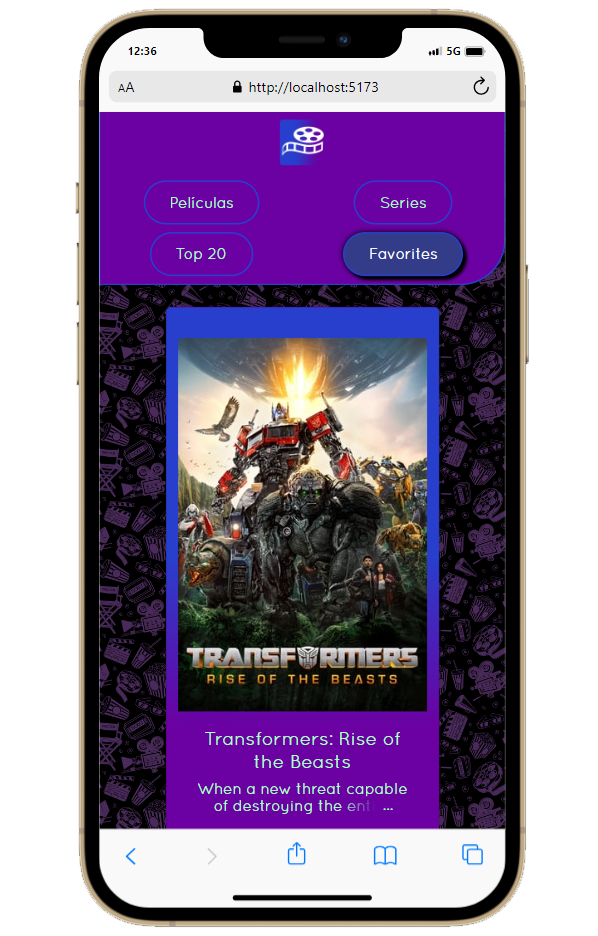 12:36
5G
AA
http://localhost:5173
Películas
Series
Top 20
Favorites
TRANSFORMERS
RISE OF THE BEASTS
Transformers: Rise of
the Beasts
When a new threat capable
of destroying the ent ...